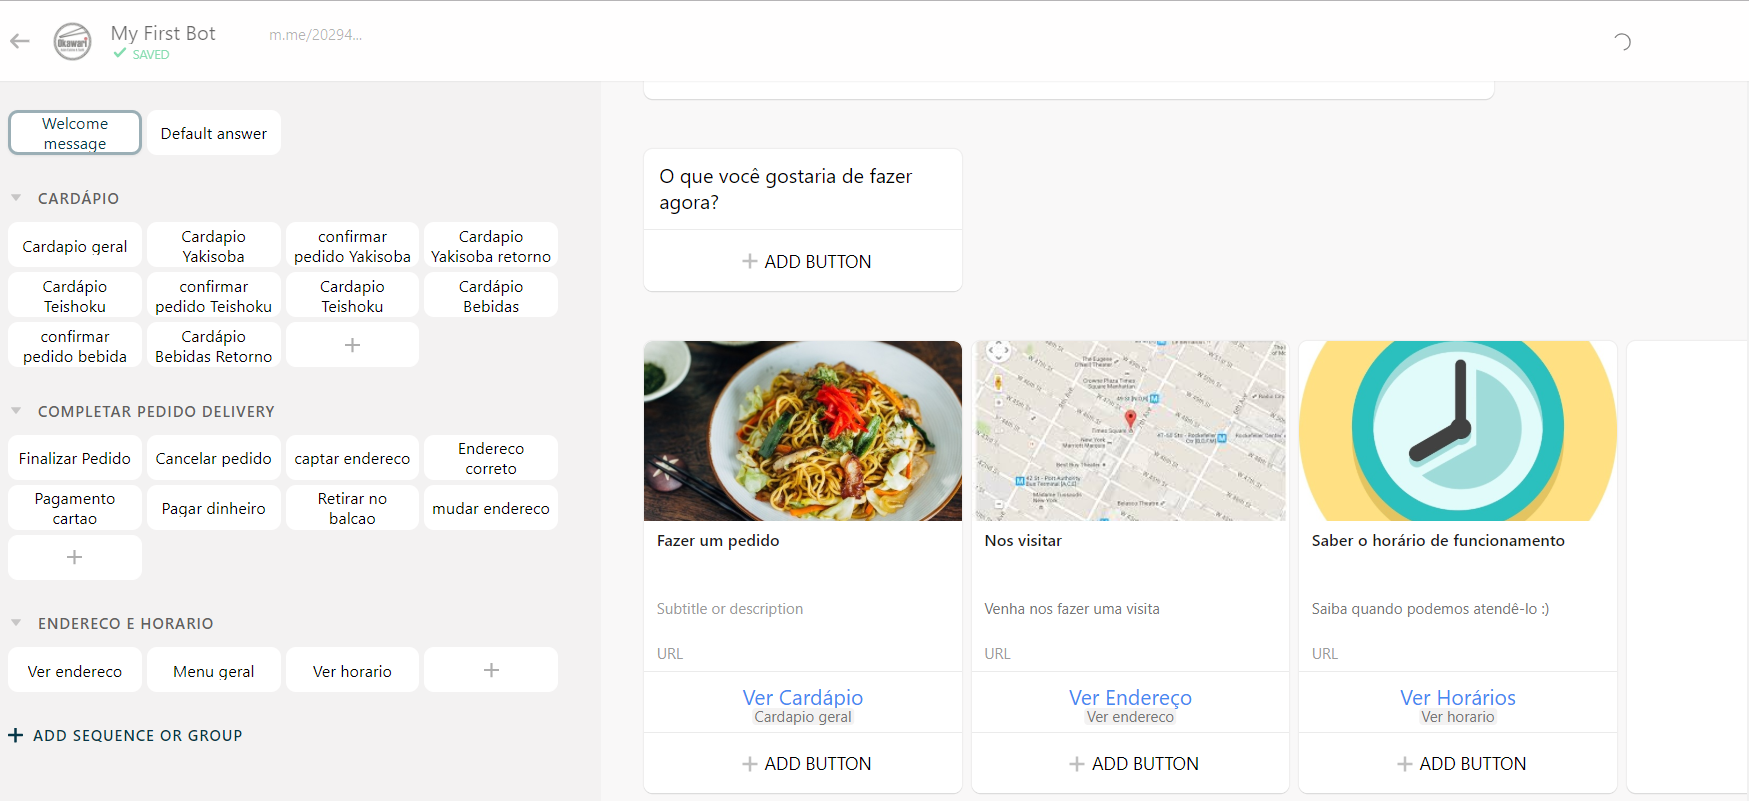 Okawari
My First Bot
m.me/20294...
SAVED
Welcome
message
Default answer
CARDÁPIO
Cardapio geral
Cardapio
Yakisoba
confirmar
pedido Yakisoba
Cardapio
Yakisoba retorno
Cardápio
Teishoku
confirmar
pedido Teishoku
Cardapio
Teishoku
Cardápio
Bebidas
confirmar
pedido bebida
Cardápio
Bebidas Retorno
COMPLETAR PEDIDO DELIVERY
Finalizar Pedido
Cancelar pedido
captar endereco
Endereco
correto
Pagamento
cartao
Pagar dinheiro
Retirar no
balcao
mudar endereco
ENDERECO E HORARIO
Ver endereco
Menu geral
Ver horario
ADD SEQUENCE OR GROUP
O que você gostaria de fazer
agora?
ADD BUTTON
Fazer um pedido
Subtitle or description
URL
Ver Cardápio
Cardapio geral
ADD BUTTON
Nos visitar
Venha nos fazer uma visita
URL
Ver Endereço
Ver endereco
ADD BUTTON
Saber o horário de funcionamento
Saiba quando podemos atendê-lo :)
URL
Ver Horários
Ver horario
ADD BUTTON